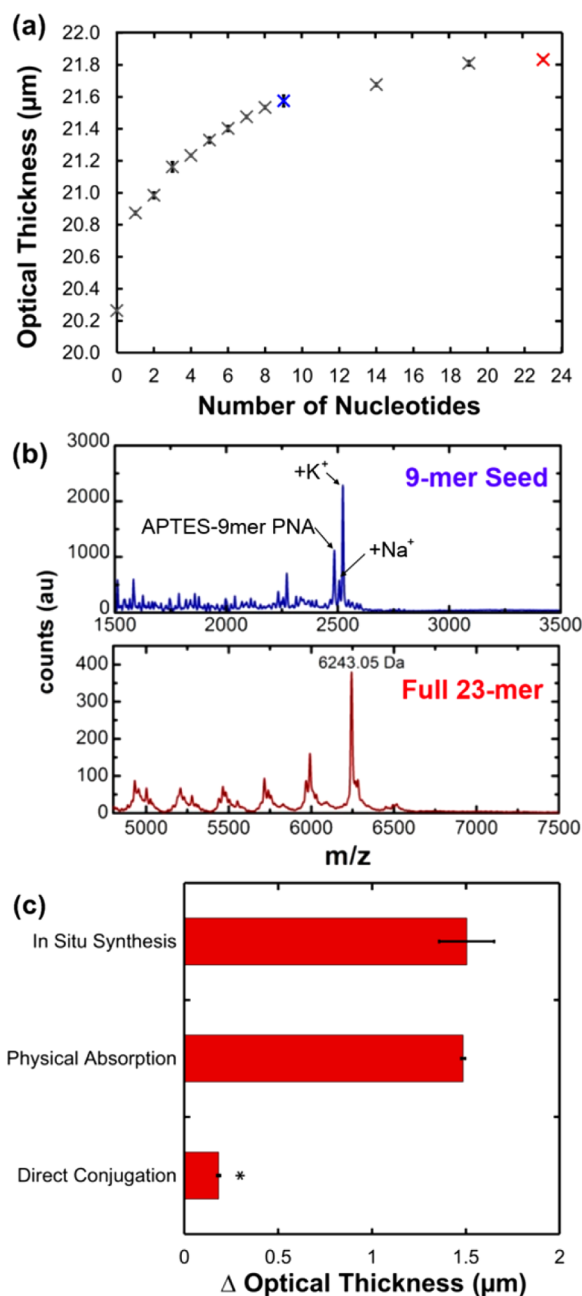 (a)
Optical Thickness (µm)
22.0
21.8
21.6
21.4
21.2
21.0
20.8
20.6
20.4
20.2
20.0
0 2 4 6 8 10 12 14 16 18 20 22 24
Number of Nucleotides
(b)
counts (au)
3000
2000
1000
0
+K⁺
9-mer Seed
APTES-9mer PNA
+Na⁺
1500 2000 2500 3000 3500
400
300
200
100
0
6243.05 Da
Full 23-mer
5000 5500 6000 6500 7000 7500
m/z
(c)
In Situ Synthesis
Physical Absorption
Direct Conjugation
*
0 0.5 1 1.5 2
Δ Optical Thickness (µm)